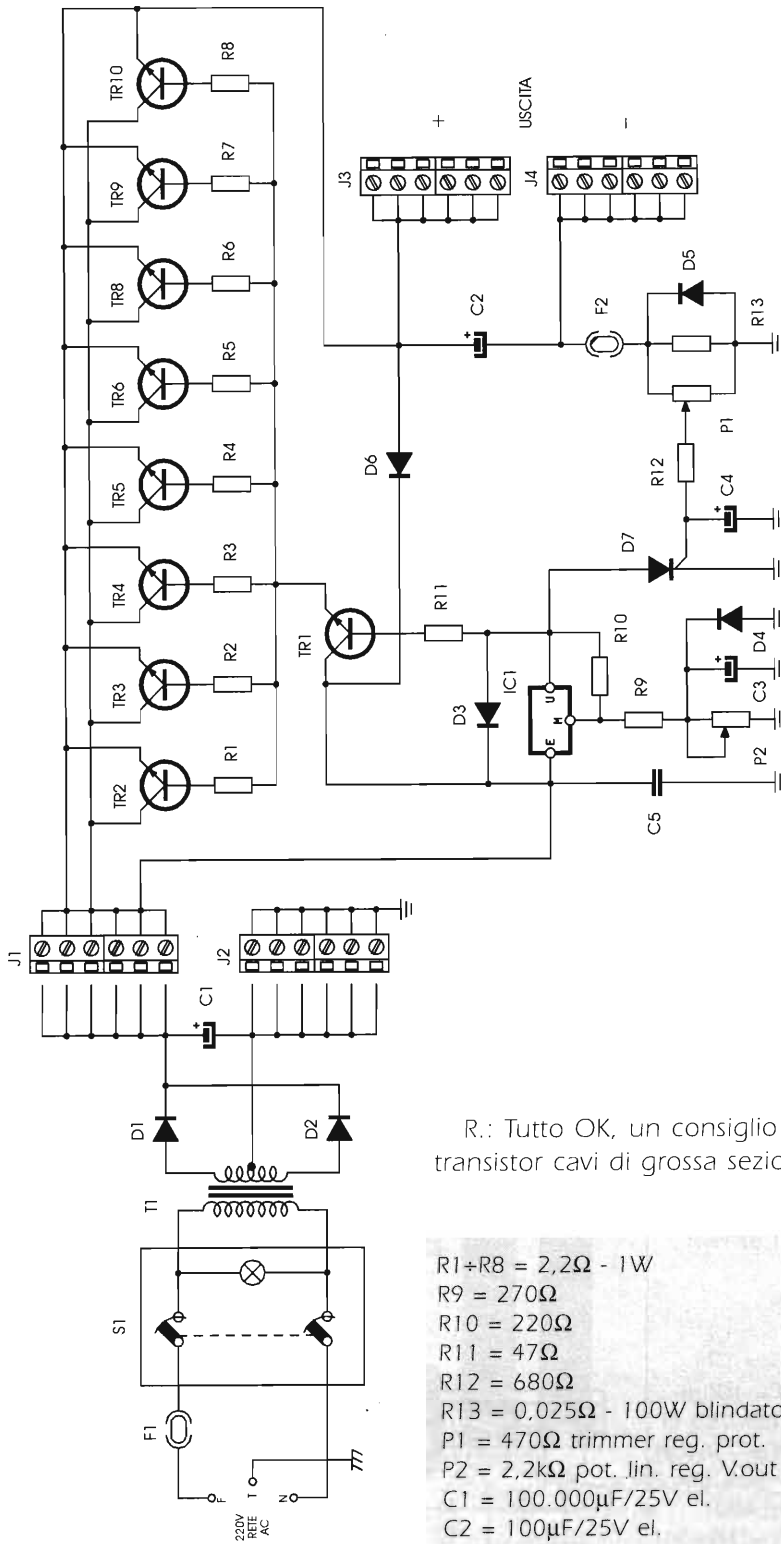 TR10
R8
TR9
R7
TR8
R6
TR6
R5
TR5
R4
TR4
R3
TR3
R2
TR2
R1
J3
+
USCITA
J4
−
C2
F2
D5
R13
P1
R12
C4
D6
D7
TR1
R11
R10
D3
IC1
U
M
E
R9
D4
C3
P2
C5
J1
J2
C1
D1
D2
T1
S1
F1
F
T
N
220V
RETE
AC
R.: Tutto OK, un consiglio
transistor cavi di grossa
R1÷R8 = 2,2Ω - 1W
R9 = 270Ω
R10 = 220Ω
R11 = 47Ω
R12 = 680Ω
R13 = 0,025Ω - 100W blindato
P1 = 470Ω trimmer reg. prot.
P2 = 2,2kΩ pot. lin. reg. V.out
C1 = 100.000µF/25V el.
C2 = 100µF/25V el.